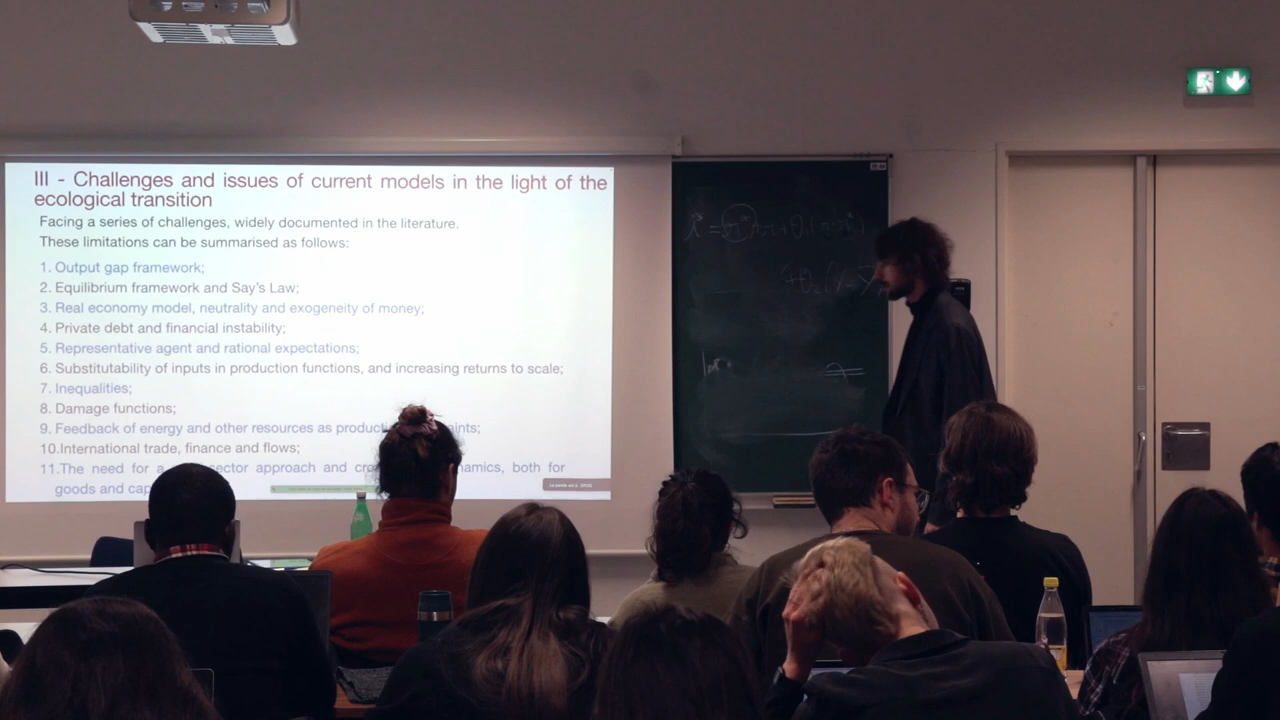 III - Challenges and issues of current models in the light of the
ecological transition
Facing a series of challenges, widely documented in the literature.
These limitations can be summarised as follows:
1. Output gap framework;
2. Equilibrium framework and Say's Law;
3. Real economy model, neutrality and exogeneity of money;
4. Private debt and financial instability;
5. Representative agent and rational expectations;
6. Substitutability of inputs in production functions, and increasing returns to scale;
7. Inequalities;
8. Damage functions;
9. Feedback of energy and other resources as
10.International trade, finance and flows;
11.The need for a sector approach and both for
goods and